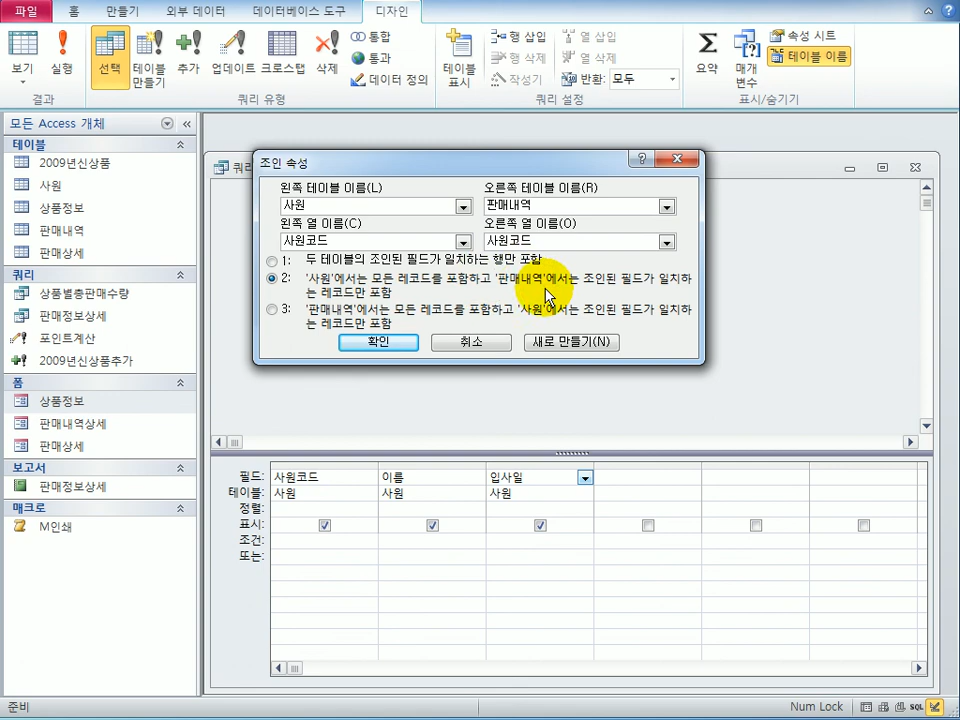 파일 홈 만들기 외부 데이터 데이터베이스 도구 디자인
보기 실행 선택 테이블 만들기 추가 업데이트 크로스탭 삭제 통합 통과 데이터 정의 테이블 표시 행 삽입 행 삭제 작성기 열 삽입 열 삭제 반환: 모두 요약 매개 변수 속성 시트 테이블 이름
결과 쿼리 유형 쿼리 설정 표시/숨기기
모든 Access 개체
테이블
2009년신상품
사원
상품정보
판매내역
판매상세
쿼리
상품별총판매수량
판매정보상세
포인트계산
2009년신상품추가
폼
상품정보
판매내역상세
판매상세
보고서
판매정보상세
매크로
M인쇄
조인 속성
왼쪽 테이블 이름(L) 오른쪽 테이블 이름(R)
사원 판매내역
왼쪽 열 이름(C) 오른쪽 열 이름(O)
사원코드 사원코드
1: 두 테이블의 조인된 필드가 일치하는 행만 포함
2: '사원'에서는 모든 레코드를 포함하고 '판매내역'에서는 조인된 필드가 일치하
는 레코드만 포함
3: '판매내역'에서는 모든 레코드를 포함하고 '사원'에서는 조인된 필드가 일치하
는 레코드만 포함
확인 취소 새로 만들기(N)
필드: 사원코드 이름 입사일
테이블: 사원 사원 사원
정렬:
표시:
조건:
또는:
준비 Num Lock SQL